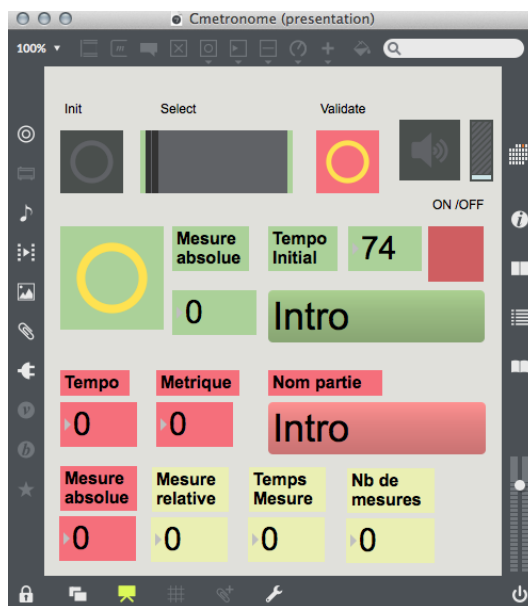 Cmetronome (presentation)
100%
Init
Select
Validate
ON /OFF
Mesure
absolue
Tempo
Initial
74
0
Intro
Tempo
Metrique
Nom partie
0
0
Intro
Mesure
absolue
Mesure
relative
Temps
Mesure
Nb de
mesures
0
0
0
0